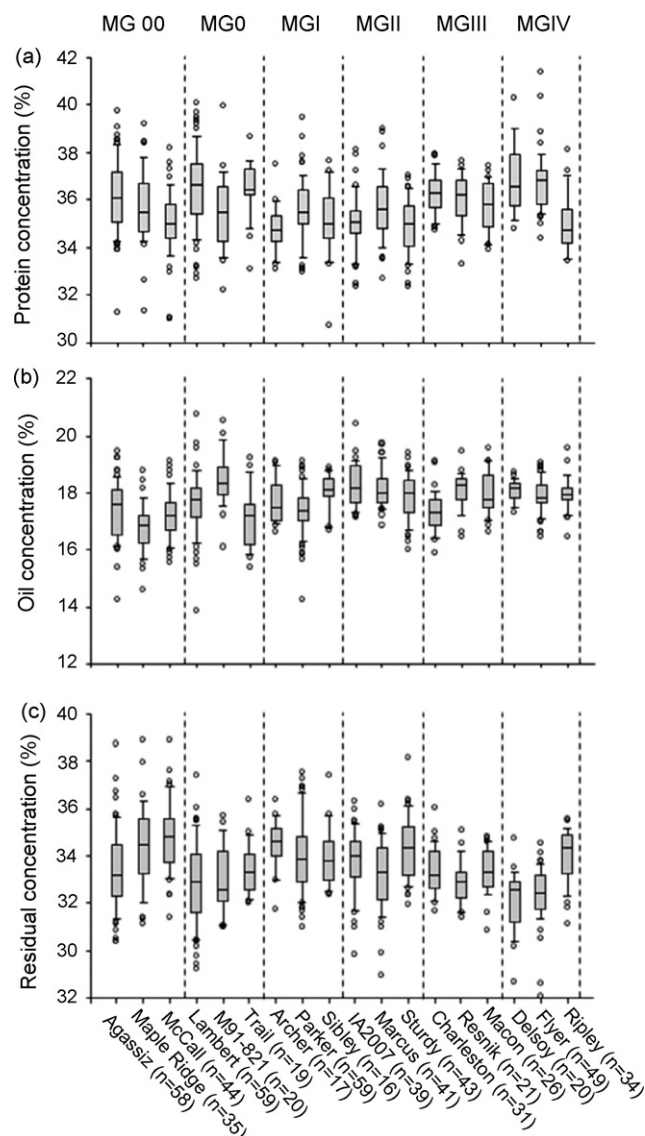 MG 00 MG0 MGI MGII MGIII MGIV
(a)
Protein concentration (%)
42
40
38
36
34
32
30
(b)
Oil concentration (%)
22
20
18
16
14
12
(c)
Residual concentration (%)
40
38
36
34
32
32
Agassiz (n=58)
Maple Ridge (n=35)
McCall (n=44)
Lambert (n=59)
M91-821 (n=20)
Trail (n=19)
Archer (n=17)
Parker (n=59)
Sibley (n=16)
IA2007 (n=39)
Marcus (n=41)
Sturdy (n=43)
Charleston (n=31)
Resnik (n=21)
Macon (n=26)
Delsoy (n=20)
Flyer (n=49)
Ripley (n=34)